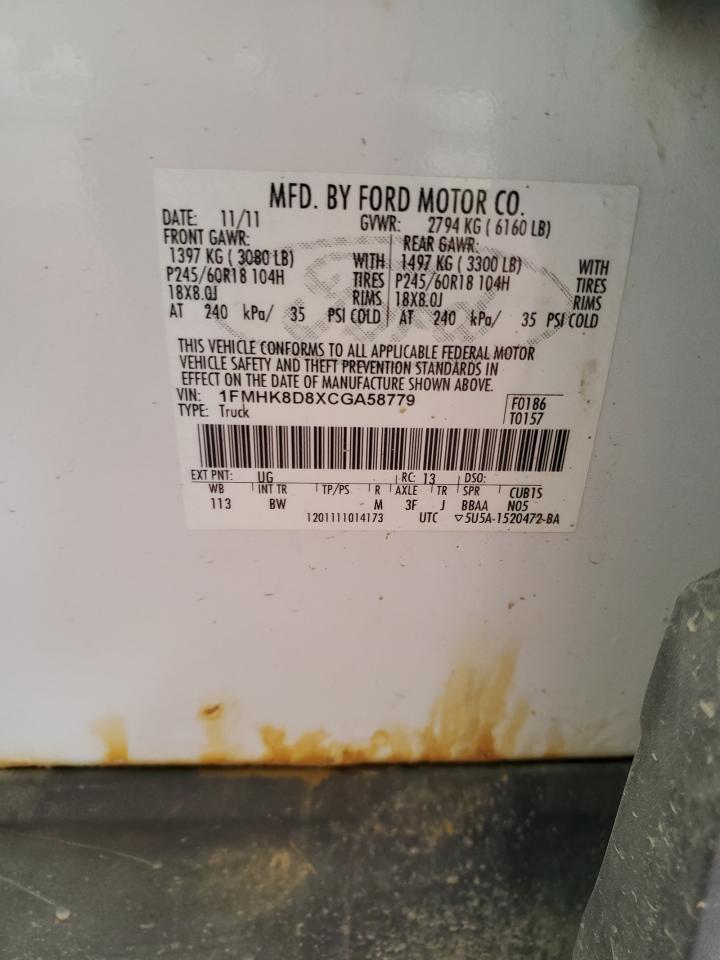 MFD. BY FORD MOTOR CO.
DATE: 11/11 GVWR: 2794 KG ( 6160 LB)
FRONT GAWR: REAR GAWR:
1397 KG ( 3080 LB) WITH 1497 KG ( 3300 LB) WITH
P245/60R18 104H TIRES P245/60R18 104H TIRES
18X8.0J RIMS 18X8.0J RIMS
AT 240 kPa/ 35 PSI COLD AT 240 kPa/ 35 PSI COLD
THIS VEHICLE CONFORMS TO ALL APPLICABLE FEDERAL MOTOR
VEHICLE SAFETY AND THEFT PREVENTION STANDARDS IN
EFFECT ON THE DATE OF MANUFACTURE SHOWN ABOVE.
VIN: 1FMHK8D8XCGA58779 F0186
TYPE: Truck T0157
EXT PNT: UG RC: 13 DSO:
WB INT TR TP/PS R AXLE TR SPR CUB1S
113 BW M 3F J BBAA N05
1201111014173 UTC ▽5U5A-1520472-BA